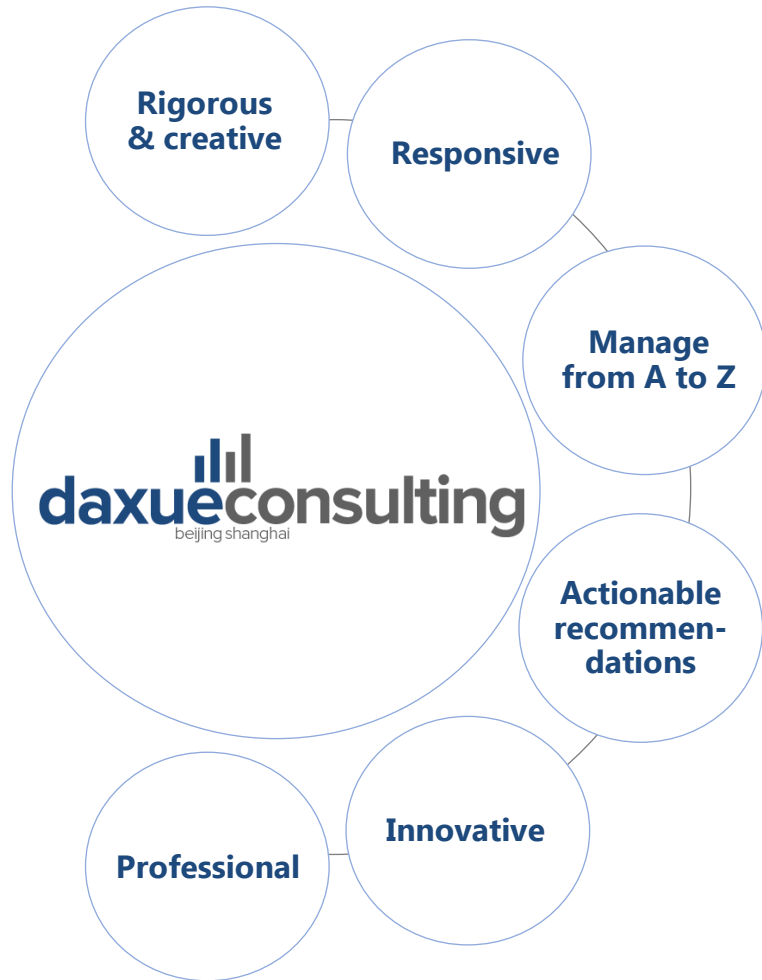 Rigorous
& creative
Responsive
Manage
from A to Z
daxueconsulting
beijing shanghai
Actionable
recommen-
dations
Innovative
Professional